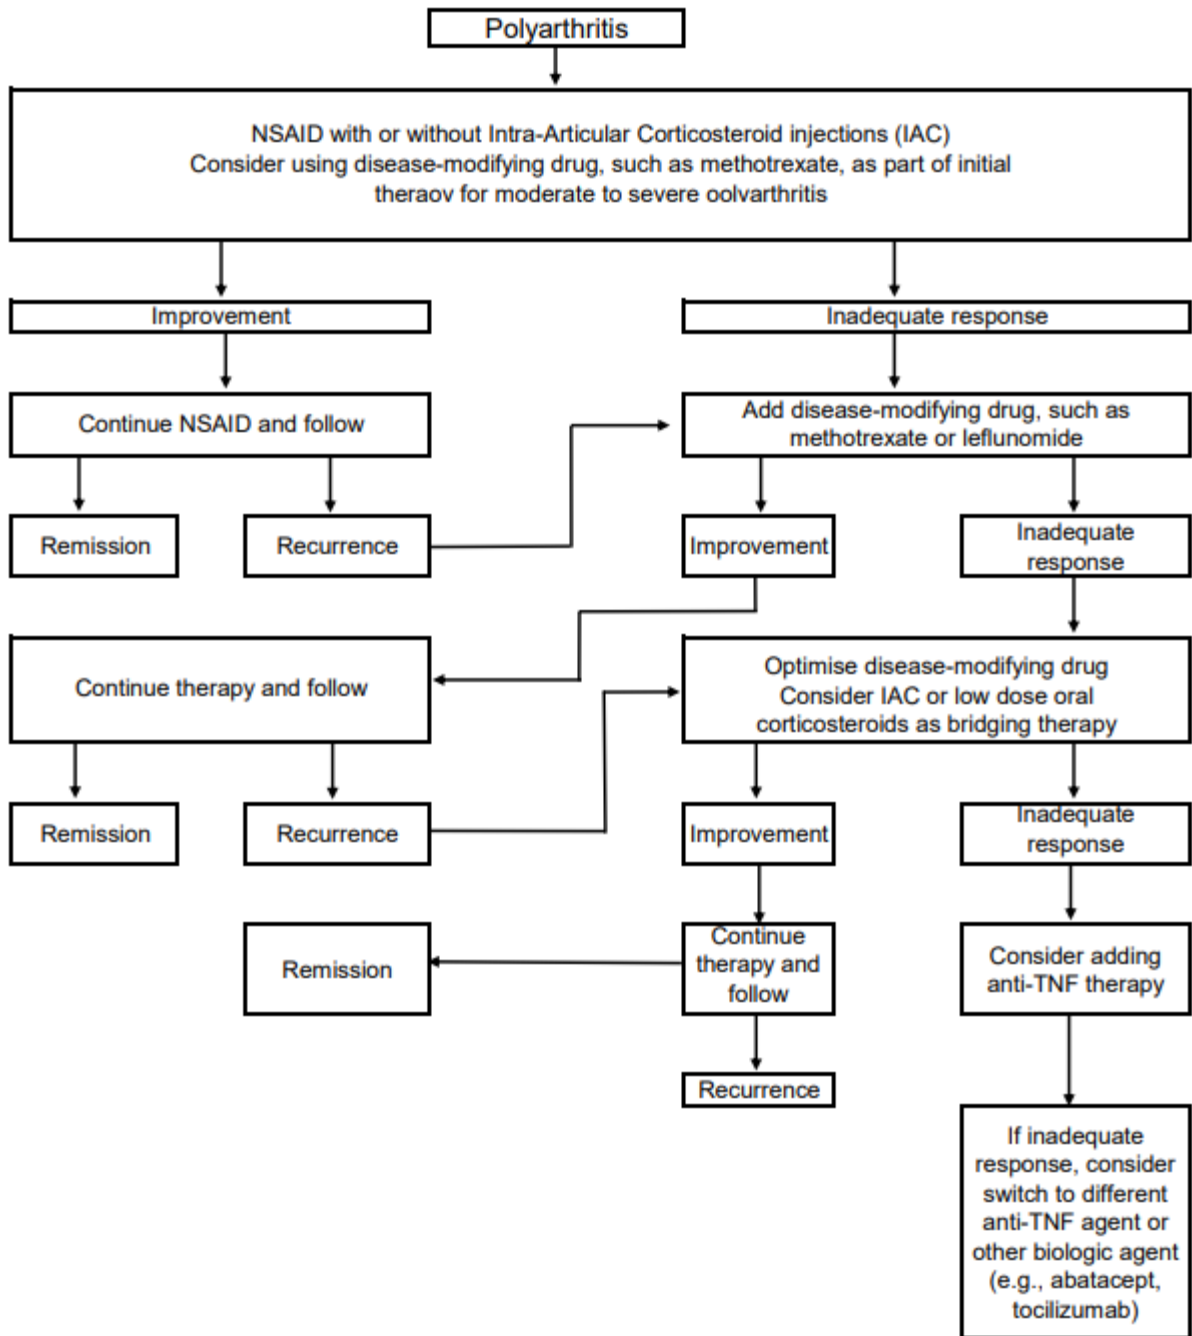 Polyarthritis
NSAID with or without Intra-Articular Corticosteroid injections (IAC)
Consider using disease-modifying drug, such as methotrexate, as part of initial
theraov for moderate to severe oolvarthritis
Improvement
Inadequate response
Continue NSAID and follow
Add disease-modifying drug, such as
methotrexate or leflunomide
Remission
Recurrence
Improvement
Inadequate
response
Continue therapy and follow
Optimise disease-modifying drug
Consider IAC or low dose oral
corticosteroids as bridging therapy
Remission
Recurrence
Improvement
Inadequate
response
Remission
Continue
therapy and
follow
Consider adding
anti-TNF therapy
Recurrence
If inadequate
response, consider
switch to different
anti-TNF agent or
other biologic agent
(e.g., abatacept,
tocilizumab)